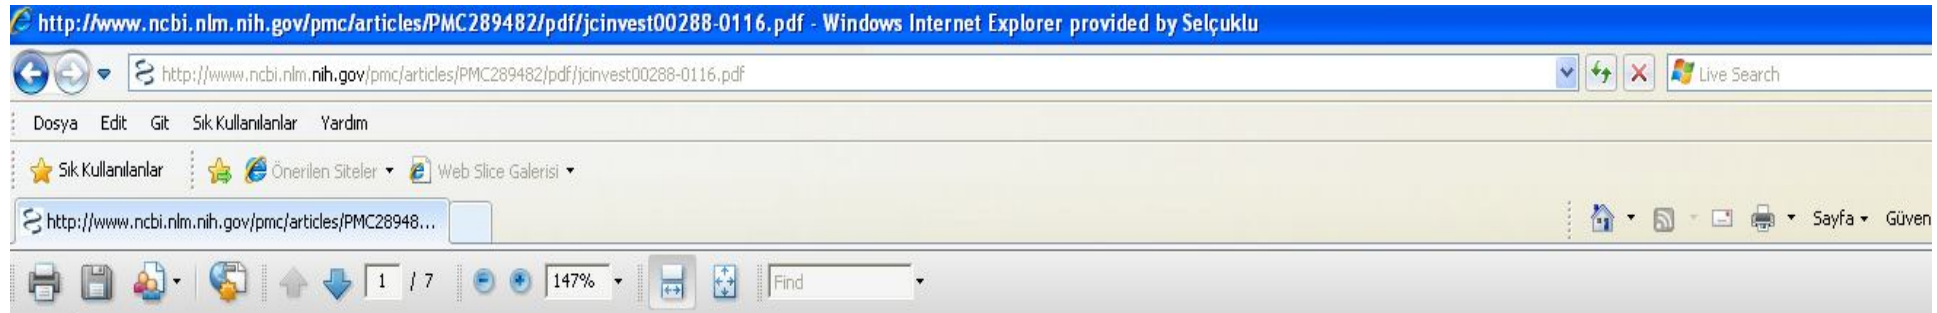 http://www.ncbi.nlm.nih.gov/pmc/articles/PMC289482/pdf/jcinvest00288-0116.pdf - Windows Internet Explorer provided by Selçuklu
http://www.ncbi.nlm.nih.gov/pmc/articles/PMC289482/pdf/jcinvest00288-0116.pdf Live Search
Dosya Edit Git Sık Kullanılanlar Yardım
Sık Kullanılanlar Önerilen Siteler Web Slice Galerisi
http://www.ncbi.nlm.nih.gov/pmc/articles/PMC28948... Sayfa Güven
1 / 7 147% Find